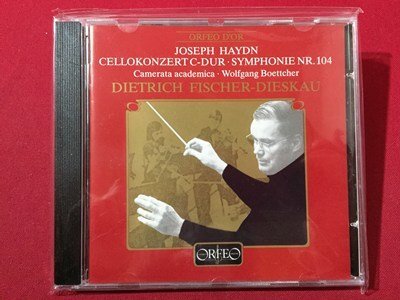 ORFEO D'OR
JOSEPH HAYDN
CELLOKONZERT C-DUR · SYMPHONIE NR. 104
Camerata academica · Wolfgang Boettcher
DIETRICH FISCHER-DIESKAU
ORFEO